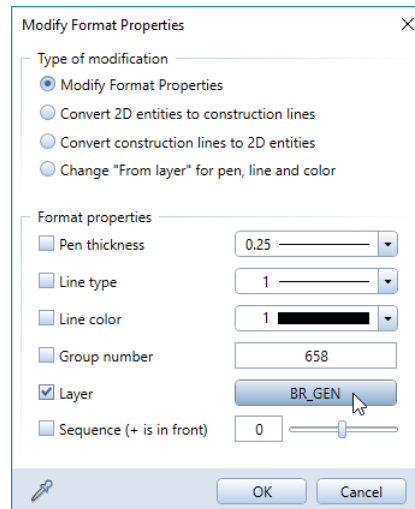 Modify Format Properties
Type of modification
Modify Format Properties
Convert 2D entities to construction lines
Convert construction lines to 2D entities
Change "From layer" for pen, line and color
Format properties
Pen thickness 0.25
Line type 1
Line color 1
Group number 658
Layer BR_GEN
Sequence (+ is in front) 0
OK Cancel